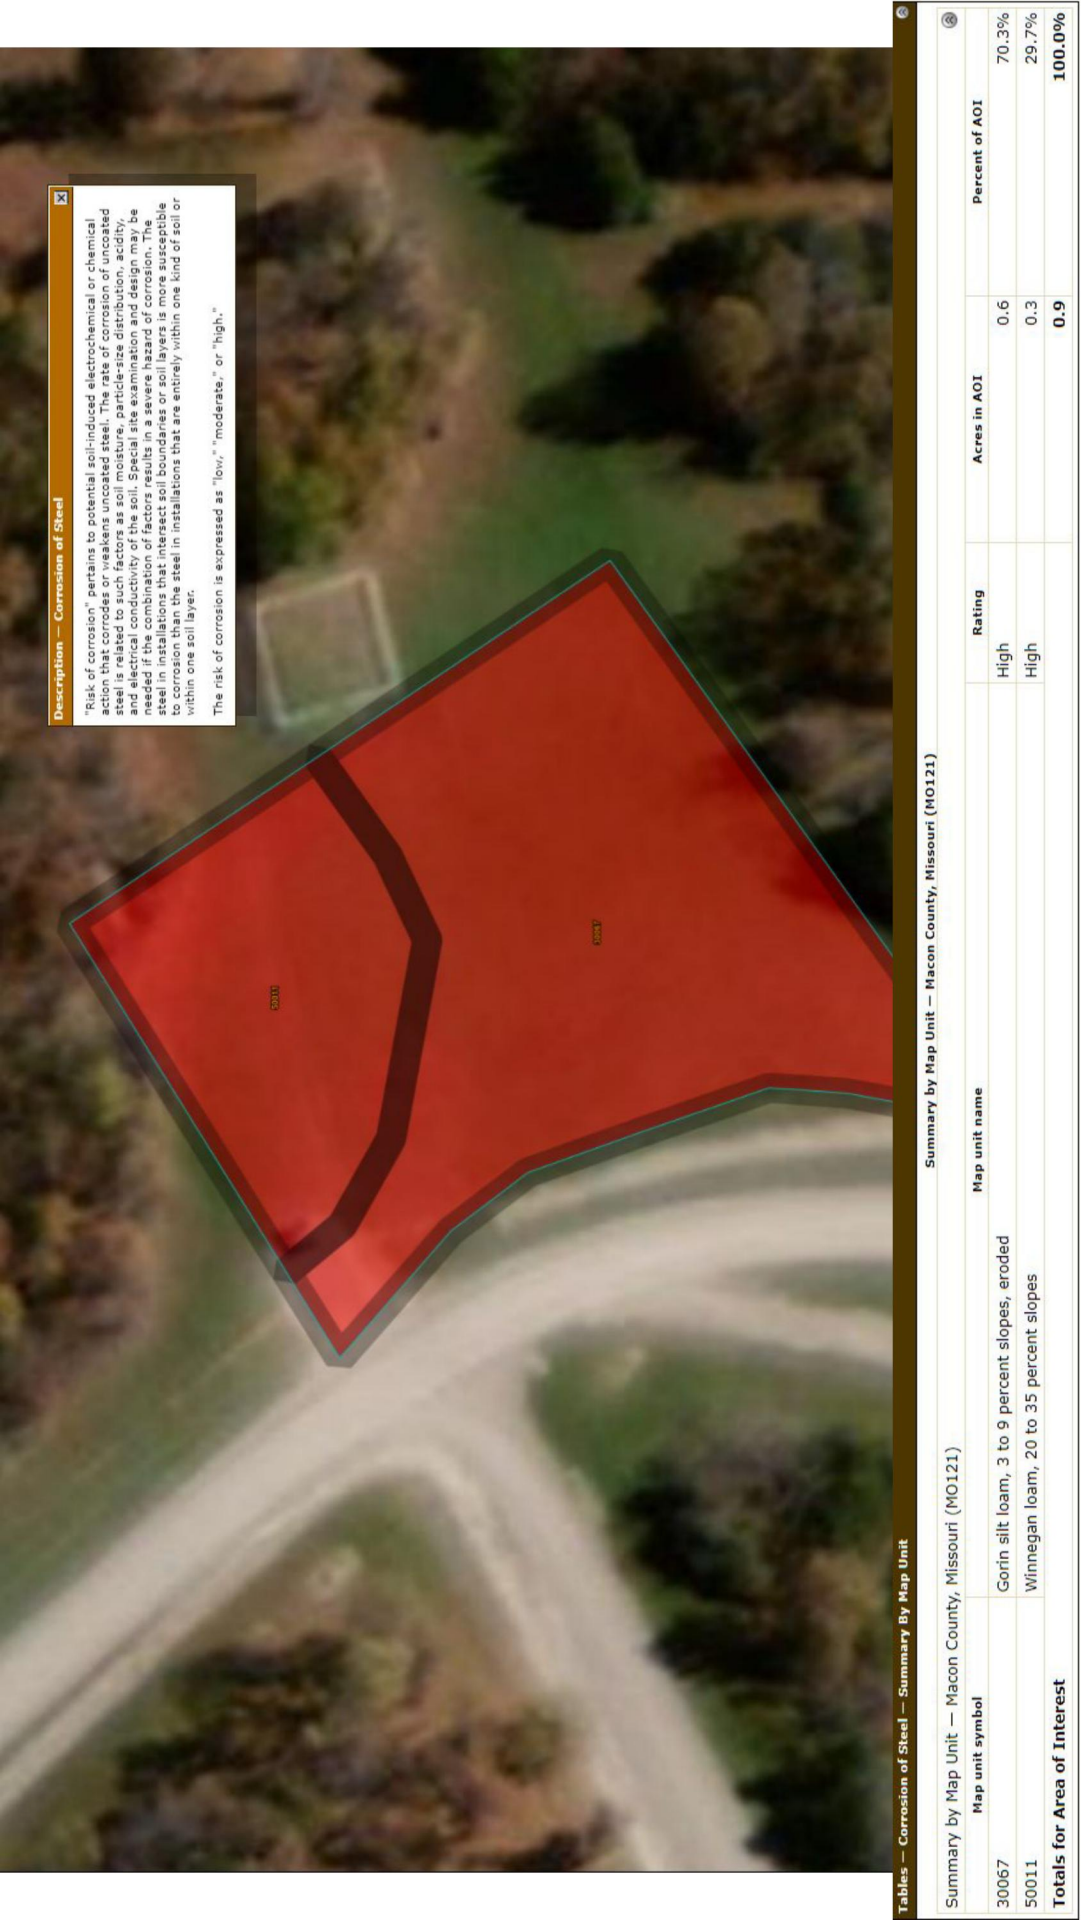 Description — Corrosion of Steel
"Risk of corrosion" pertains to potential soil-induced electrochemical or chemical
action that corrodes or weakens uncoated steel. The rate of corrosion of uncoated
steel is related to such factors as soil moisture, particle-size distribution, acidity,
and electrical conductivity of the soil. Special site examination and design may be
needed if the combination of factors results in a severe hazard of corrosion. The
steel in installations that intersect soil boundaries or soil layers is more susceptible
to corrosion than the steel in installations that are entirely within one kind of soil or
within one soil layer.
The risk of corrosion is expressed as "low," "moderate," or "high."
50011
30067
Tables — Corrosion of Steel — Summary By Map Unit
Summary by Map Unit — Macon County, Missouri (MO121)
Summary by Map Unit — Macon County, Missouri (MO121)
Map unit symbol Map unit name Rating Acres in AOI Percent of AOI
30067 Gorin silt loam, 3 to 9 percent slopes, eroded High 0.6 70.3%
50011 Winnegan loam, 20 to 35 percent slopes High 0.3 29.7%
Totals for Area of Interest 0.9 100.0%